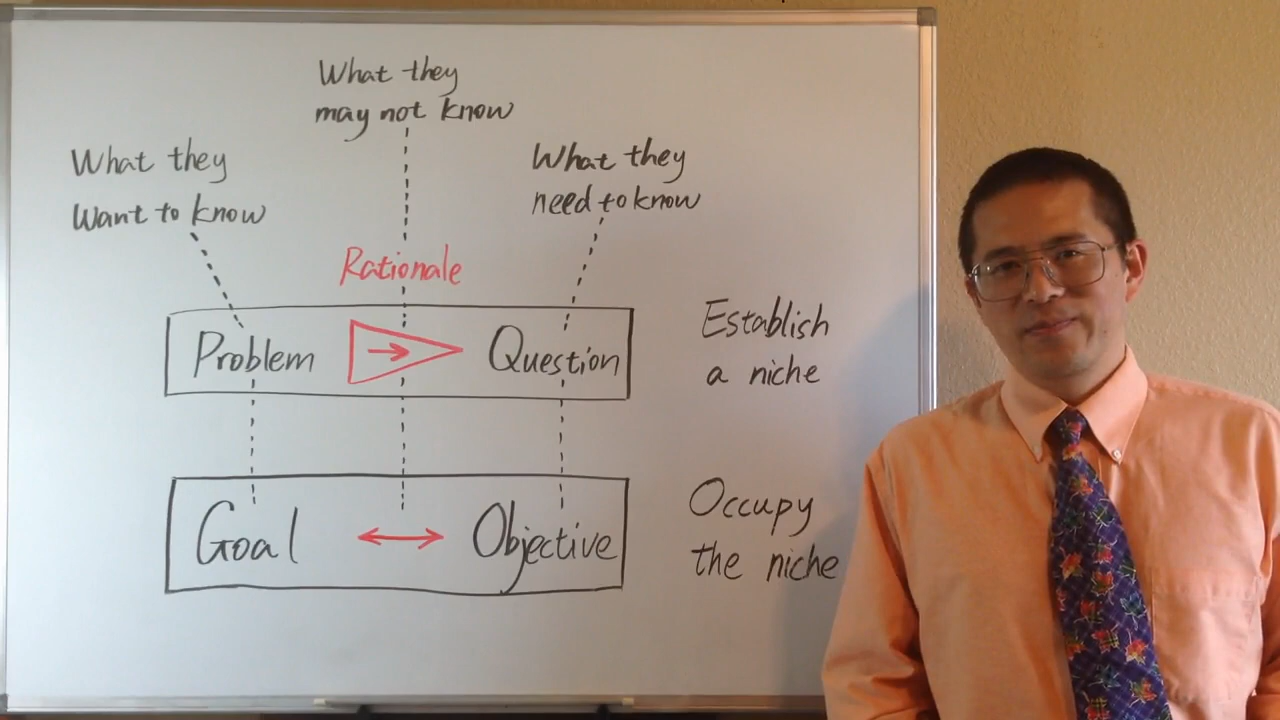 What they
may not know
What they
want to know
What they
need to know
Rationale
Problem
Question
Establish
a niche
Goal
Objective
Occupy
the niche